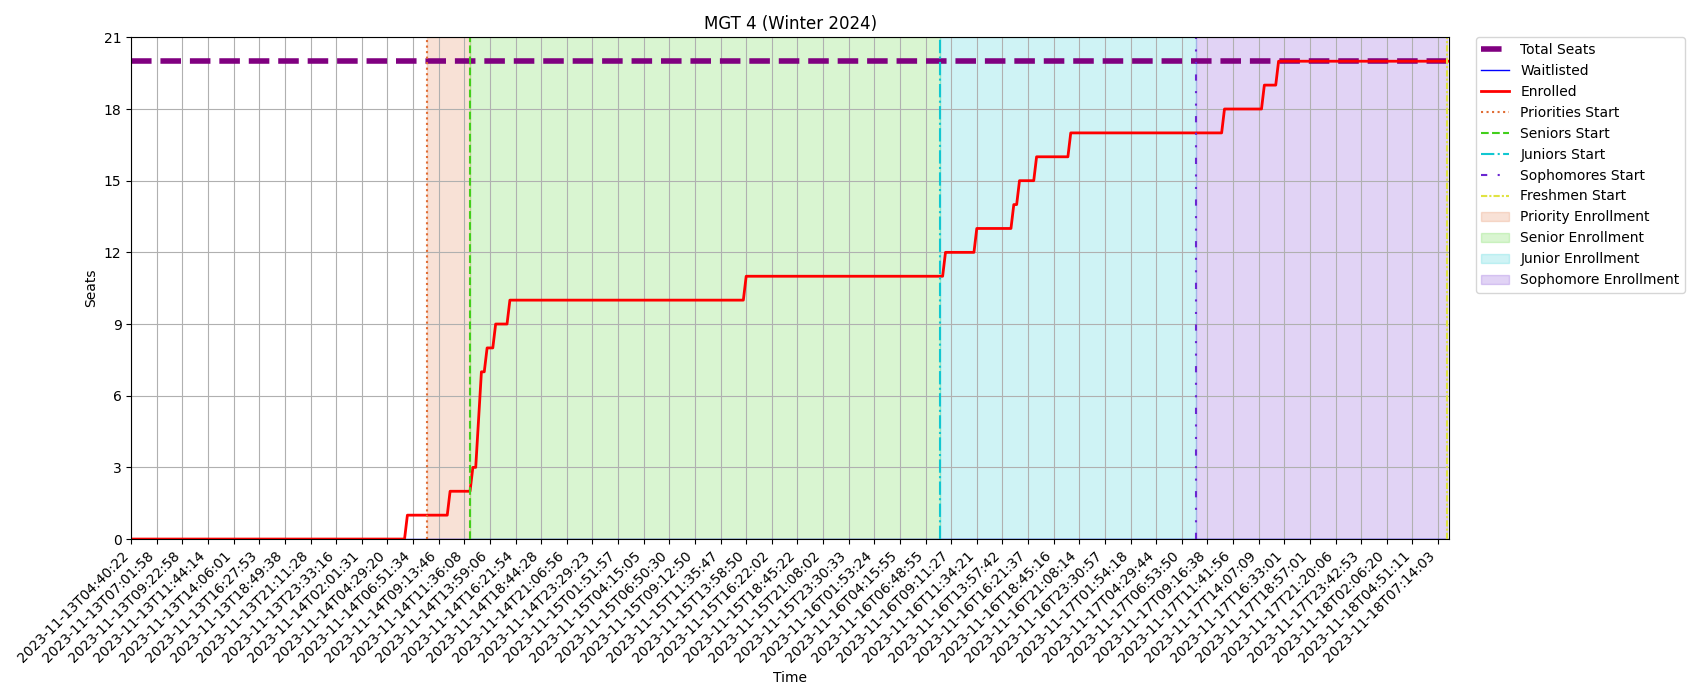 MGT 4 (Winter 2024)
Seats
21
18
15
12
9
6
3
0
2023-11-13T04:40:22
2023-11-13T07:01:58
2023-11-13T09:22:58
2023-11-13T11:44:14
2023-11-13T14:06:01
2023-11-13T16:27:53
2023-11-13T18:49:38
2023-11-13T21:11:28
2023-11-13T23:33:16
2023-11-14T02:01:31
2023-11-14T04:29:20
2023-11-14T06:51:34
2023-11-14T09:13:46
2023-11-14T11:36:08
2023-11-14T13:59:06
2023-11-14T16:21:54
2023-11-14T18:44:28
2023-11-14T21:06:56
2023-11-14T23:29:23
2023-11-15T01:51:57
2023-11-15T04:15:05
2023-11-15T06:50:30
2023-11-15T09:12:50
2023-11-15T11:35:47
2023-11-15T13:58:50
2023-11-15T16:22:02
2023-11-15T18:45:22
2023-11-15T21:08:02
2023-11-15T23:30:33
2023-11-16T01:53:24
2023-11-16T04:15:55
2023-11-16T06:48:55
2023-11-16T09:11:27
2023-11-16T11:34:21
2023-11-16T13:57:42
2023-11-16T16:21:37
2023-11-16T18:45:16
2023-11-16T21:08:14
2023-11-16T23:30:57
2023-11-17T01:54:18
2023-11-17T04:29:44
2023-11-17T06:53:50
2023-11-17T09:16:38
2023-11-17T11:41:56
2023-11-17T14:07:09
2023-11-17T16:33:01
2023-11-17T18:57:01
2023-11-17T21:20:06
2023-11-17T23:42:53
2023-11-18T02:06:20
2023-11-18T04:51:11
2023-11-18T07:14:03
Time
Total Seats
Waitlisted
Enrolled
Priorities Start
Seniors Start
Juniors Start
Sophomores Start
Freshmen Start
Priority Enrollment
Senior Enrollment
Junior Enrollment
Sophomore Enrollment